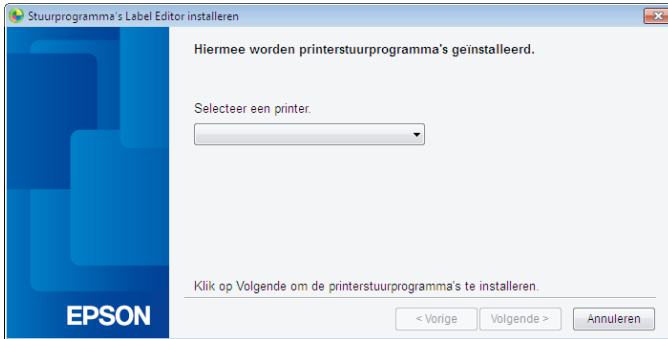 Stuurprogramma's Label Editor installeren
Hiermee worden printerstuurprogramma's geïnstalleerd.
Selecteer een printer.
Klik op Volgende om de printerstuurprogramma's te installeren.
EPSON
< Vorige
Volgende >
Annuleren